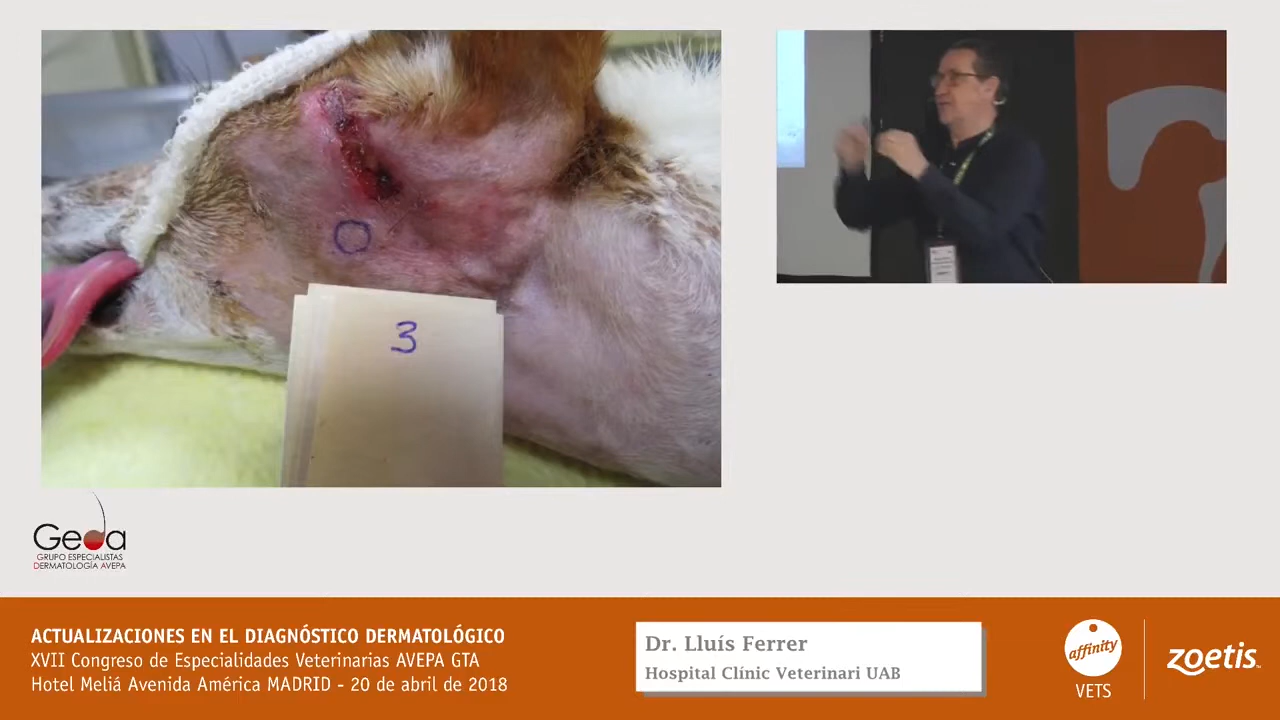 3
Geda
GRUPO ESPECIALISTAS
DERMATOLOGÍA AVEPA
ACTUALIZACIONES EN EL DIAGNÓSTICO DERMATOLÓGICO
XVII Congreso de Especialidades Veterinarias AVEPA GTA
Hotel Meliá Avenida América MADRID - 20 de abril de 2018
Dr. Lluís Ferrer
Hospital Clínic Veterinari UAB
affinity
VETS
zoetis